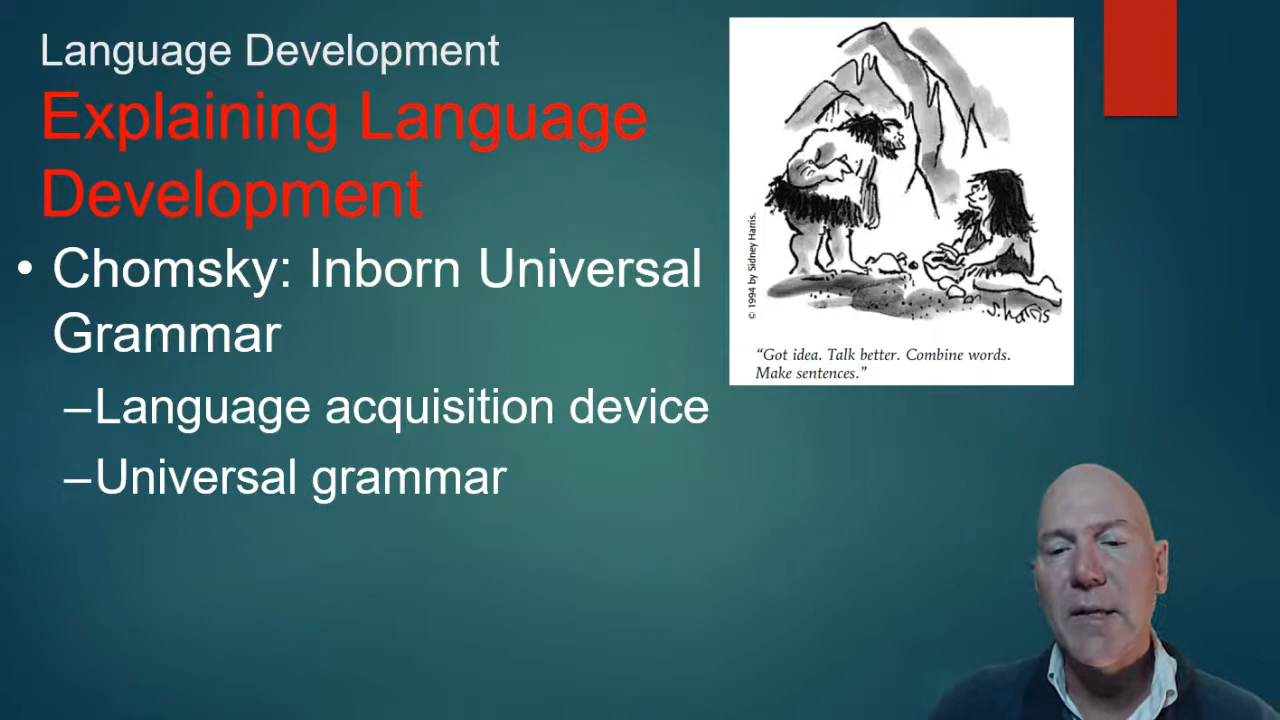 Language Development
Explaining Language
Development
• Chomsky: Inborn Universal
Grammar
–Language acquisition device
–Universal grammar
© 1994 by Sidney Harris.
S. harris
“Got idea. Talk better. Combine words.
Make sentences.”